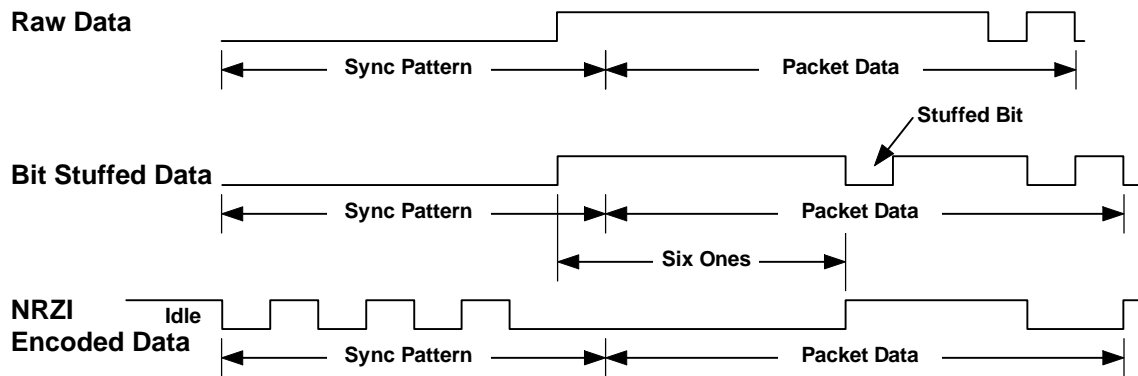 Raw Data
Sync Pattern
Packet Data
Stuffed Bit
Bit Stuffed Data
Sync Pattern
Packet Data
Six Ones
NRZI
Idle
Encoded Data
Sync Pattern
Packet Data